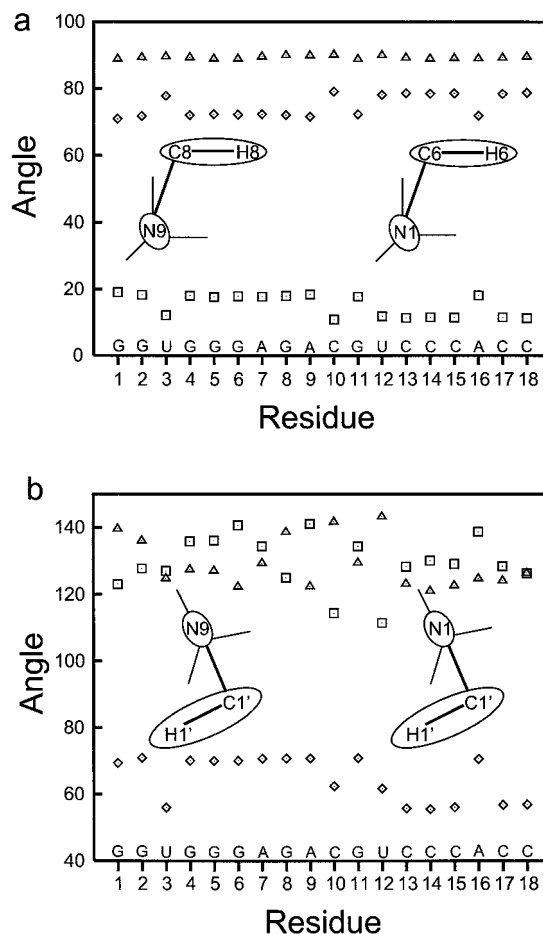 a
100
80
60
40
20
0
Angle
C8 H8
N9
C6 H6
N1
G G U G G G A G A C G U C C C A C C
1 2 3 4 5 6 7 8 9 10 11 12 13 14 15 16 17 18
Residue
b
140
120
100
80
60
40
Angle
N9
C1'
H1'
N1
C1'
H1'
G G U G G G A G A C G U C C C A C C
1 2 3 4 5 6 7 8 9 10 11 12 13 14 15 16 17 18
Residue